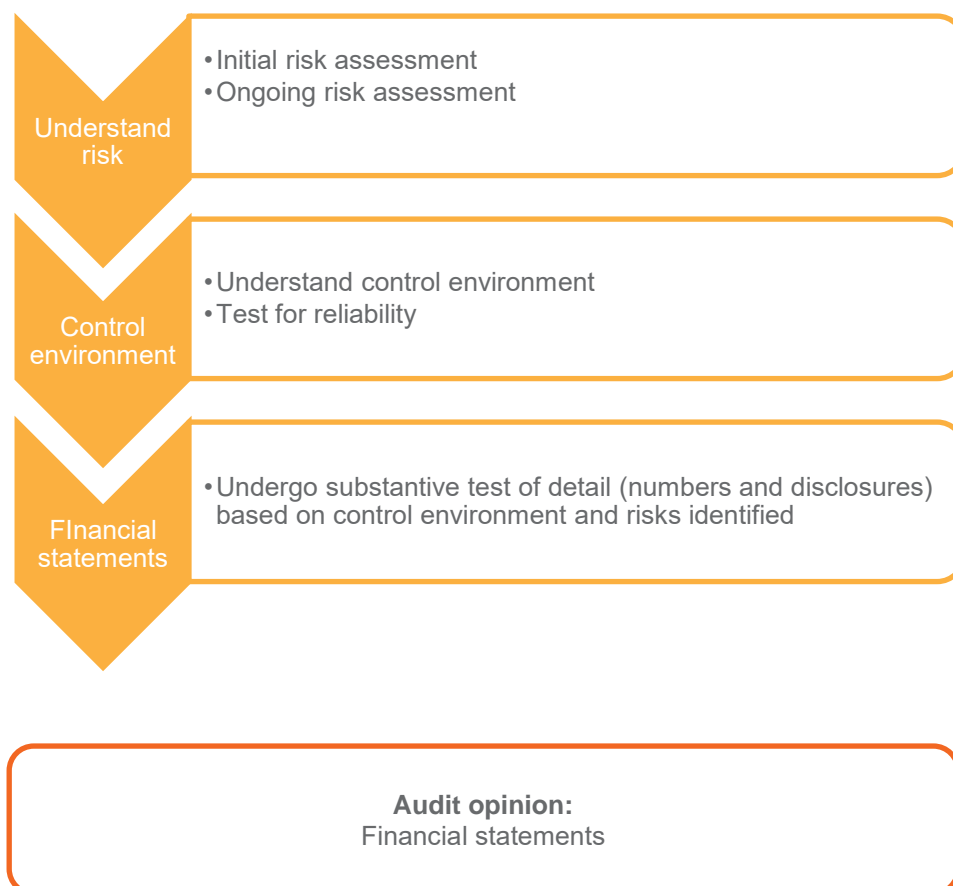 Understand
risk
•Initial risk assessment
•Ongoing risk assessment
Control
environment
•Understand control environment
•Test for reliability
FInancial
statements
•Undergo substantive test of detail (numbers and disclosures)
based on control environment and risks identified
Audit opinion:
Financial statements